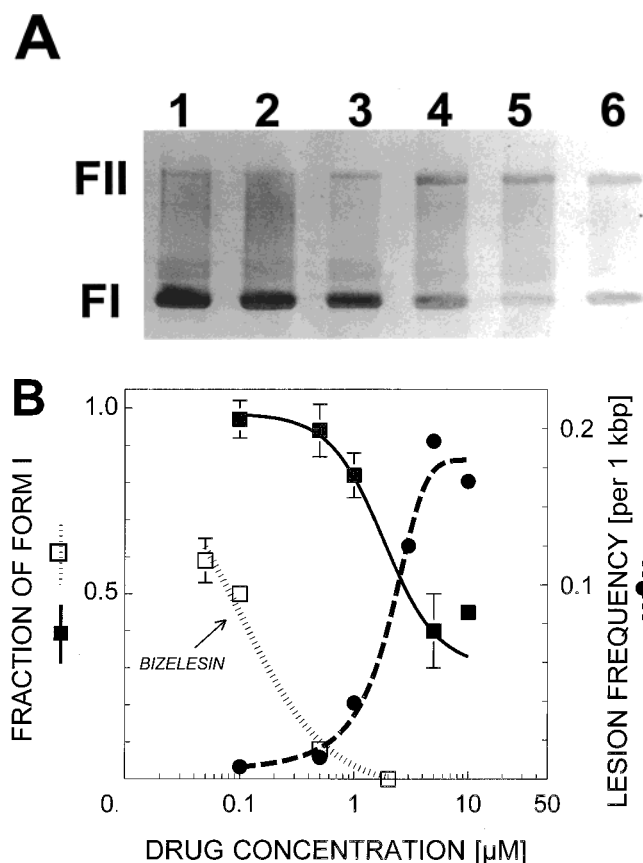 A
1 2 3 4 5 6
FII
FI
B
1.0
0.5
0.2
0.1
FRACTION OF FORM I
BIZELESIN
LESION FREQUENCY [per 1 kbp]
0. 0.1 1 10 50
DRUG CONCENTRATION [µM]